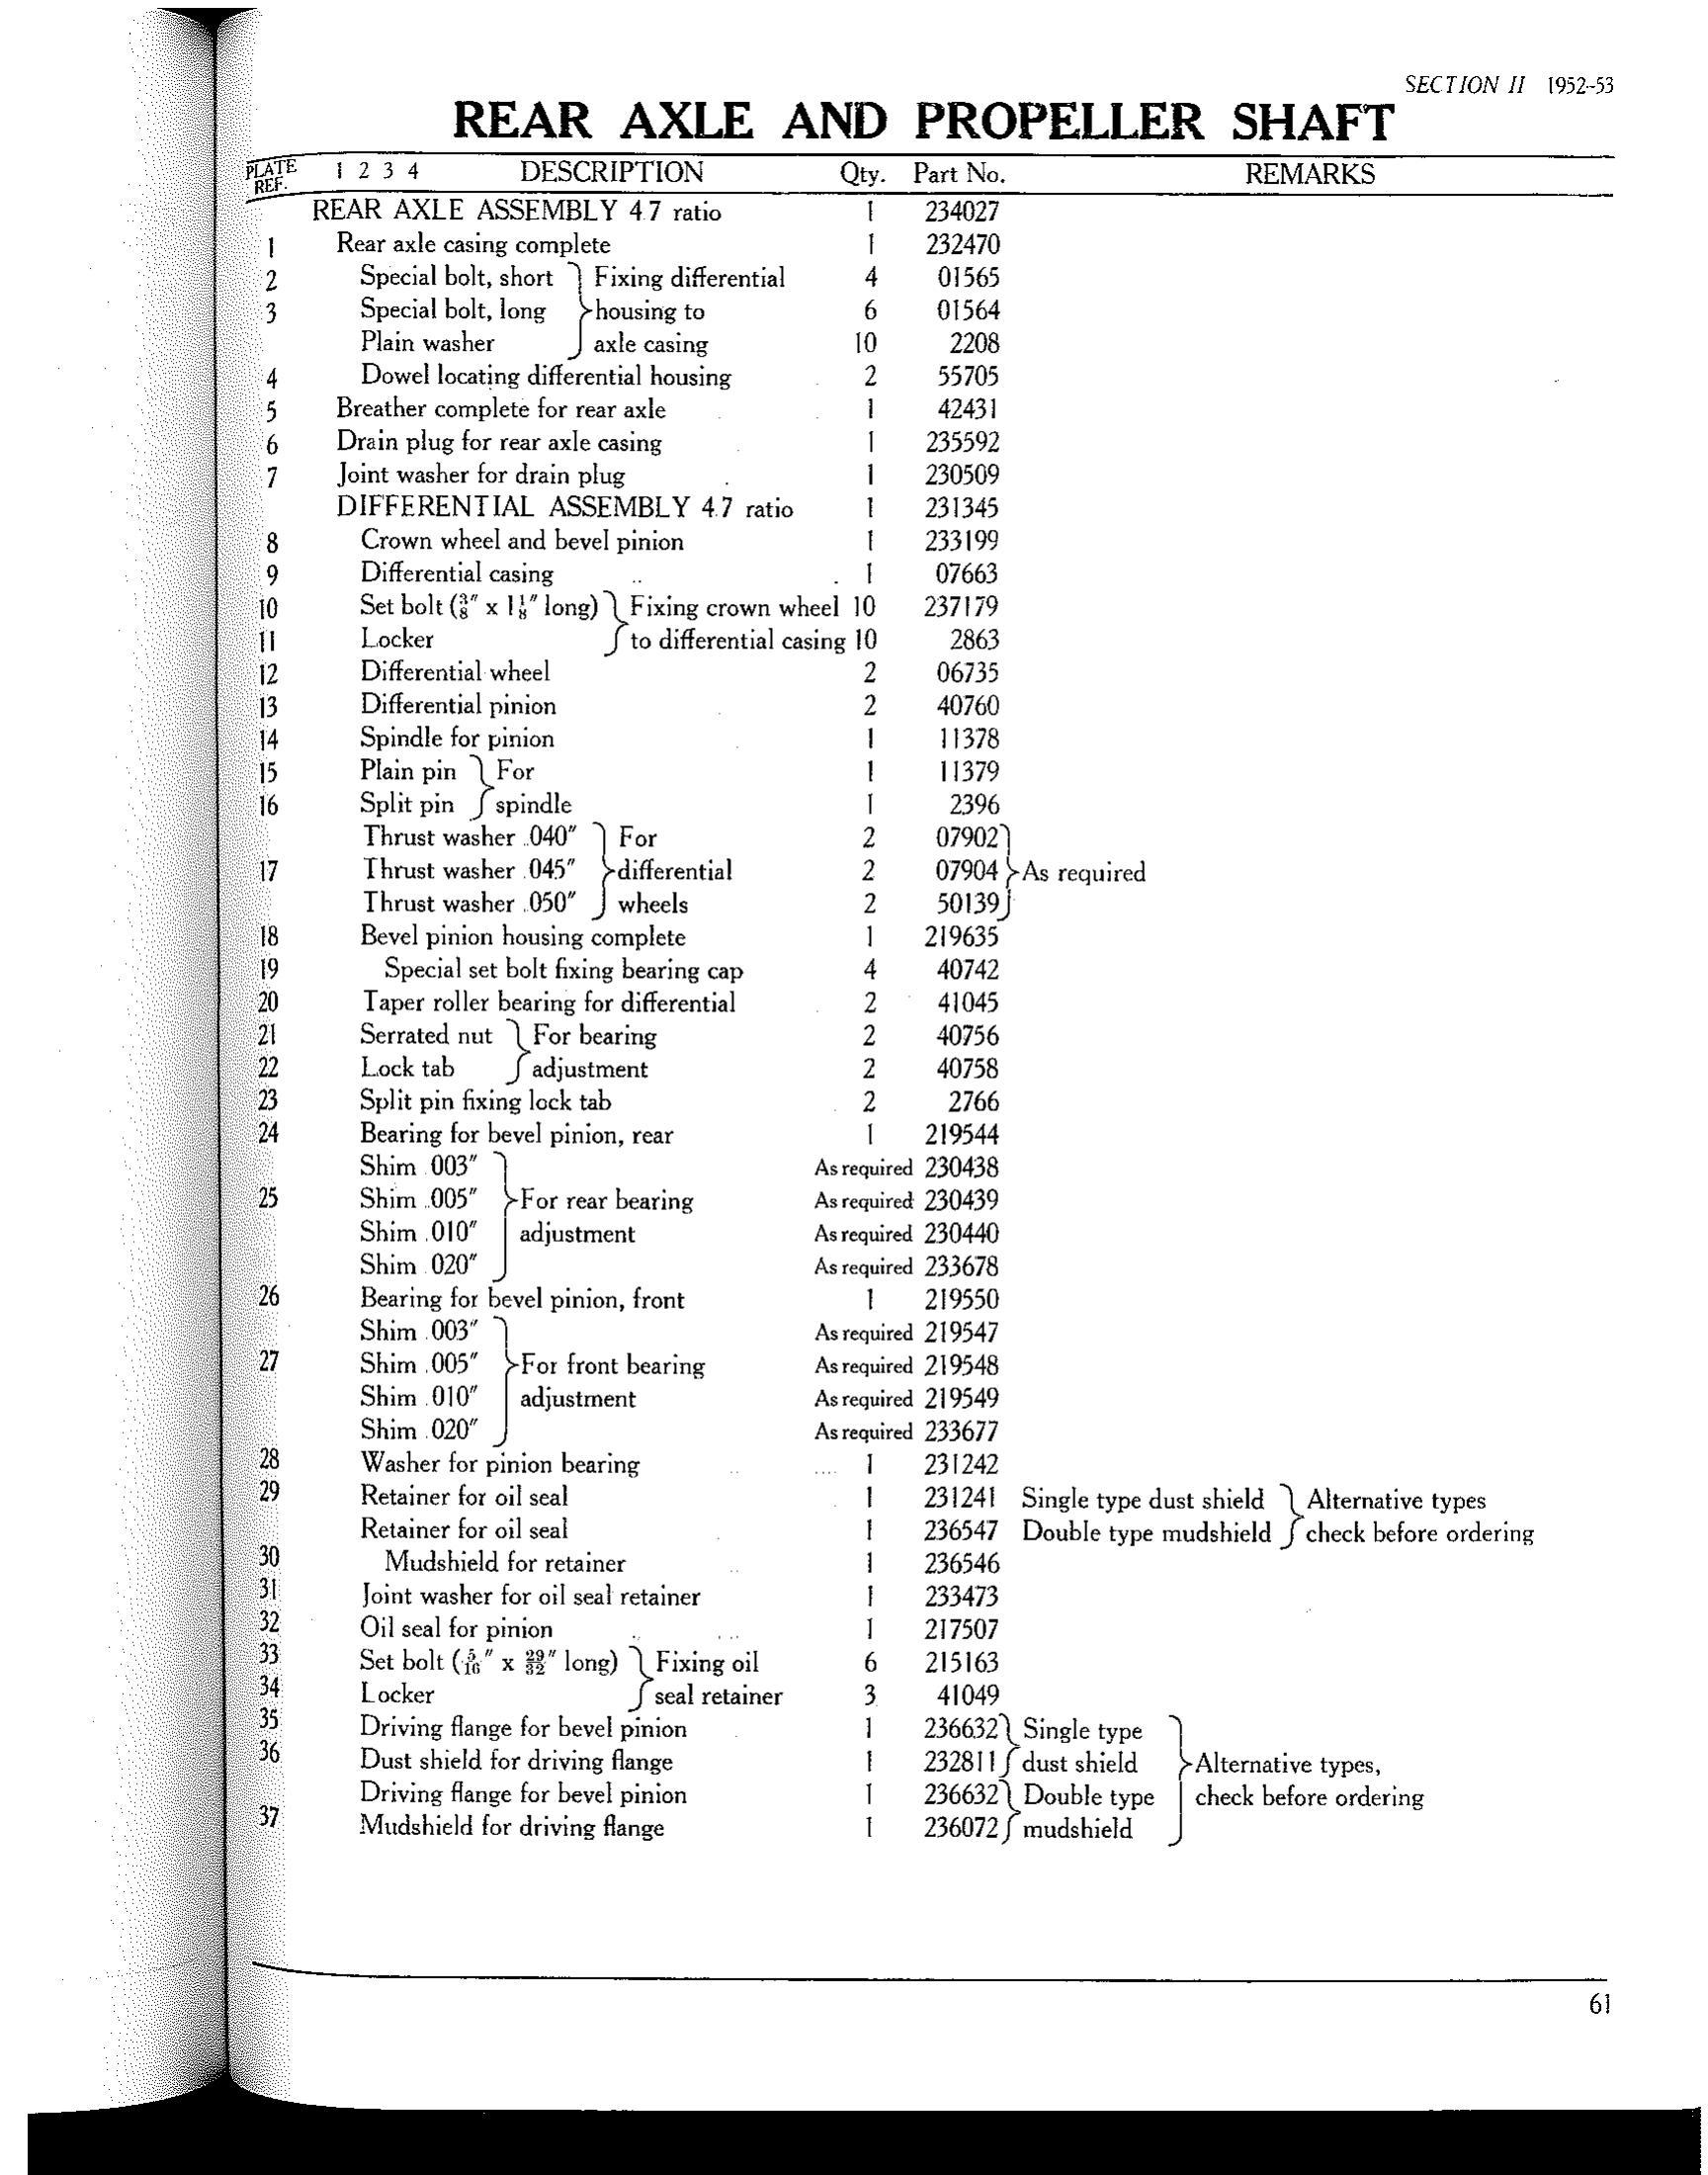 SECTION II 1952-53
REAR AXLE AND PROPELLER SHAFT
PLATE REF. 1 2 3 4 DESCRIPTION Qty. Part No. REMARKS
REAR AXLE ASSEMBLY 4.7 ratio 1 234027
1 Rear axle casing complete 1 232470
2 Special bolt, short Fixing differential 4 01565
3 Special bolt, long housing to 6 01564
Plain washer axle casing 10 2208
4 Dowel locating differential housing 2 55705
5 Breather complete for rear axle 1 42431
6 Drain plug for rear axle casing 1 235592
7 Joint washer for drain plug 1 230509
DIFFERENTIAL ASSEMBLY 4.7 ratio 1 231345
8 Crown wheel and bevel pinion 1 233199
9 Differential casing 1 07663
10 Set bolt (3/8″ x 1 1/8″ long) Fixing crown wheel 10 237179
11 Locker to differential casing 10 2863
12 Differential wheel 2 06735
13 Differential pinion 2 40760
14 Spindle for pinion 1 11378
15 Plain pin For 1 11379
16 Split pin spindle 1 2396
Thrust washer .040″ For 2 07902
17 Thrust washer .045″ differential 2 07904 As required
Thrust washer .050″ wheels 2 50139
18 Bevel pinion housing complete 1 219635
19 Special set bolt fixing bearing cap 4 40742
20 Taper roller bearing for differential 2 41045
21 Serrated nut For bearing 2 40756
22 Lock tab adjustment 2 40758
23 Split pin fixing lock tab 2 2766
24 Bearing for bevel pinion, rear 1 219544
Shim .003″ As required 230438
25 Shim .005″ For rear bearing As required 230439
Shim .010″ adjustment As required 230440
Shim .020″ As required 233678
26 Bearing for bevel pinion, front 1 219550
Shim .003″ As required 219547
27 Shim .005″ For front bearing As required 219548
Shim .010″ adjustment As required 219549
Shim .020″ As required 233677
28 Washer for pinion bearing 1 231242
29 Retainer for oil seal 1 231241 Single type dust shield Alternative types
Retainer for oil seal 1 236547 Double type mudshield check before ordering
30 Mudshield for retainer 1 236546
31 Joint washer for oil seal retainer 1 233473
32 Oil seal for pinion 1 217507
33 Set bolt (5/16″ x 29/32″ long) Fixing oil 6 215163
34 Locker seal retainer 3 41049
35 Driving flange for bevel pinion 1 236632 Single type
36 Dust shield for driving flange 1 232811 dust shield Alternative types,
Driving flange for bevel pinion 1 236632 Double type check before ordering
37 Mudshield for driving flange 1 236072 mudshield
61